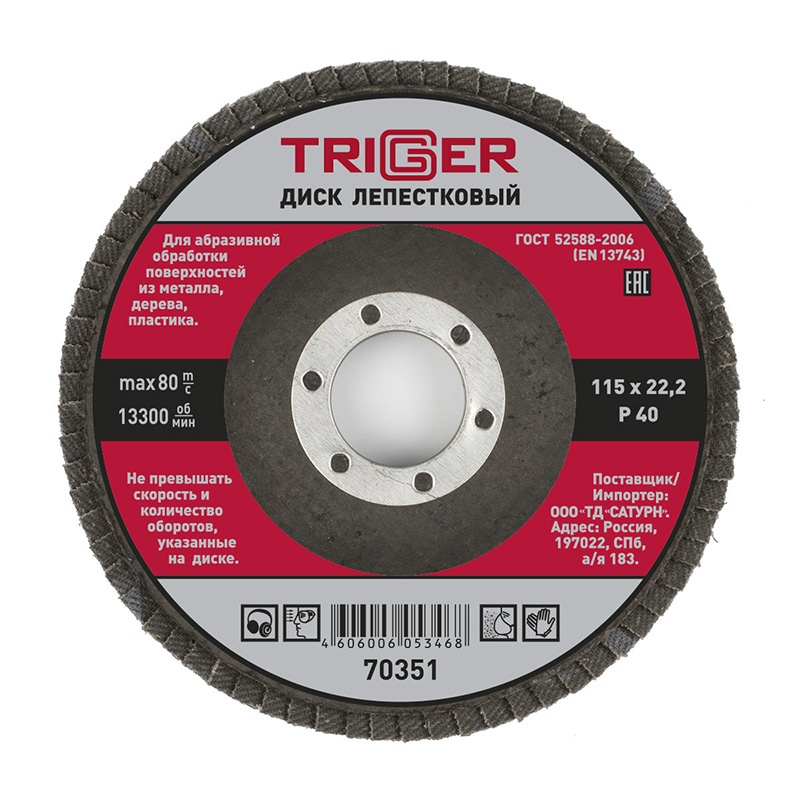 TRIGER
ДИСК ЛЕПЕСТКОВЫЙ
Для абразивной
обработки
поверхностей
из металла,
дерева,
пластика.
ГОСТ 52588-2006
(EN 13743)
EAC
max 80 m/c
13300 об/мин
115 x 22,2
P 40
Не превышать
скорость и
количество
оборотов,
указанные
на диске.
Поставщик/
Импортер:
ООО «ТД «САТУРН».
Адрес: Россия,
197022, СПб,
а/я 183.
4 606006 053468
70351